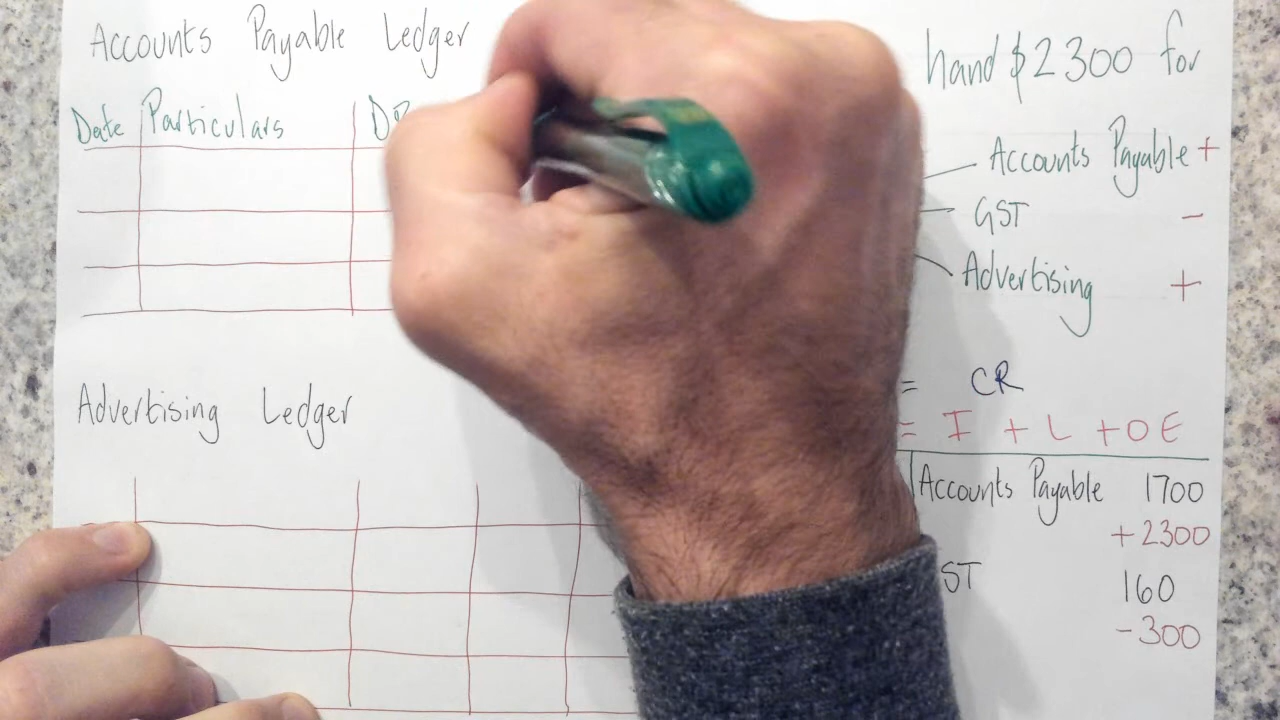 Accounts Payable Ledger
Date Particulars
hand $2300 for
Accounts Payable +
GST -
Advertising +
Advertising Ledger
= CR
= I + L + OE
Accounts Payable 1700
+2300
ST 160
-300